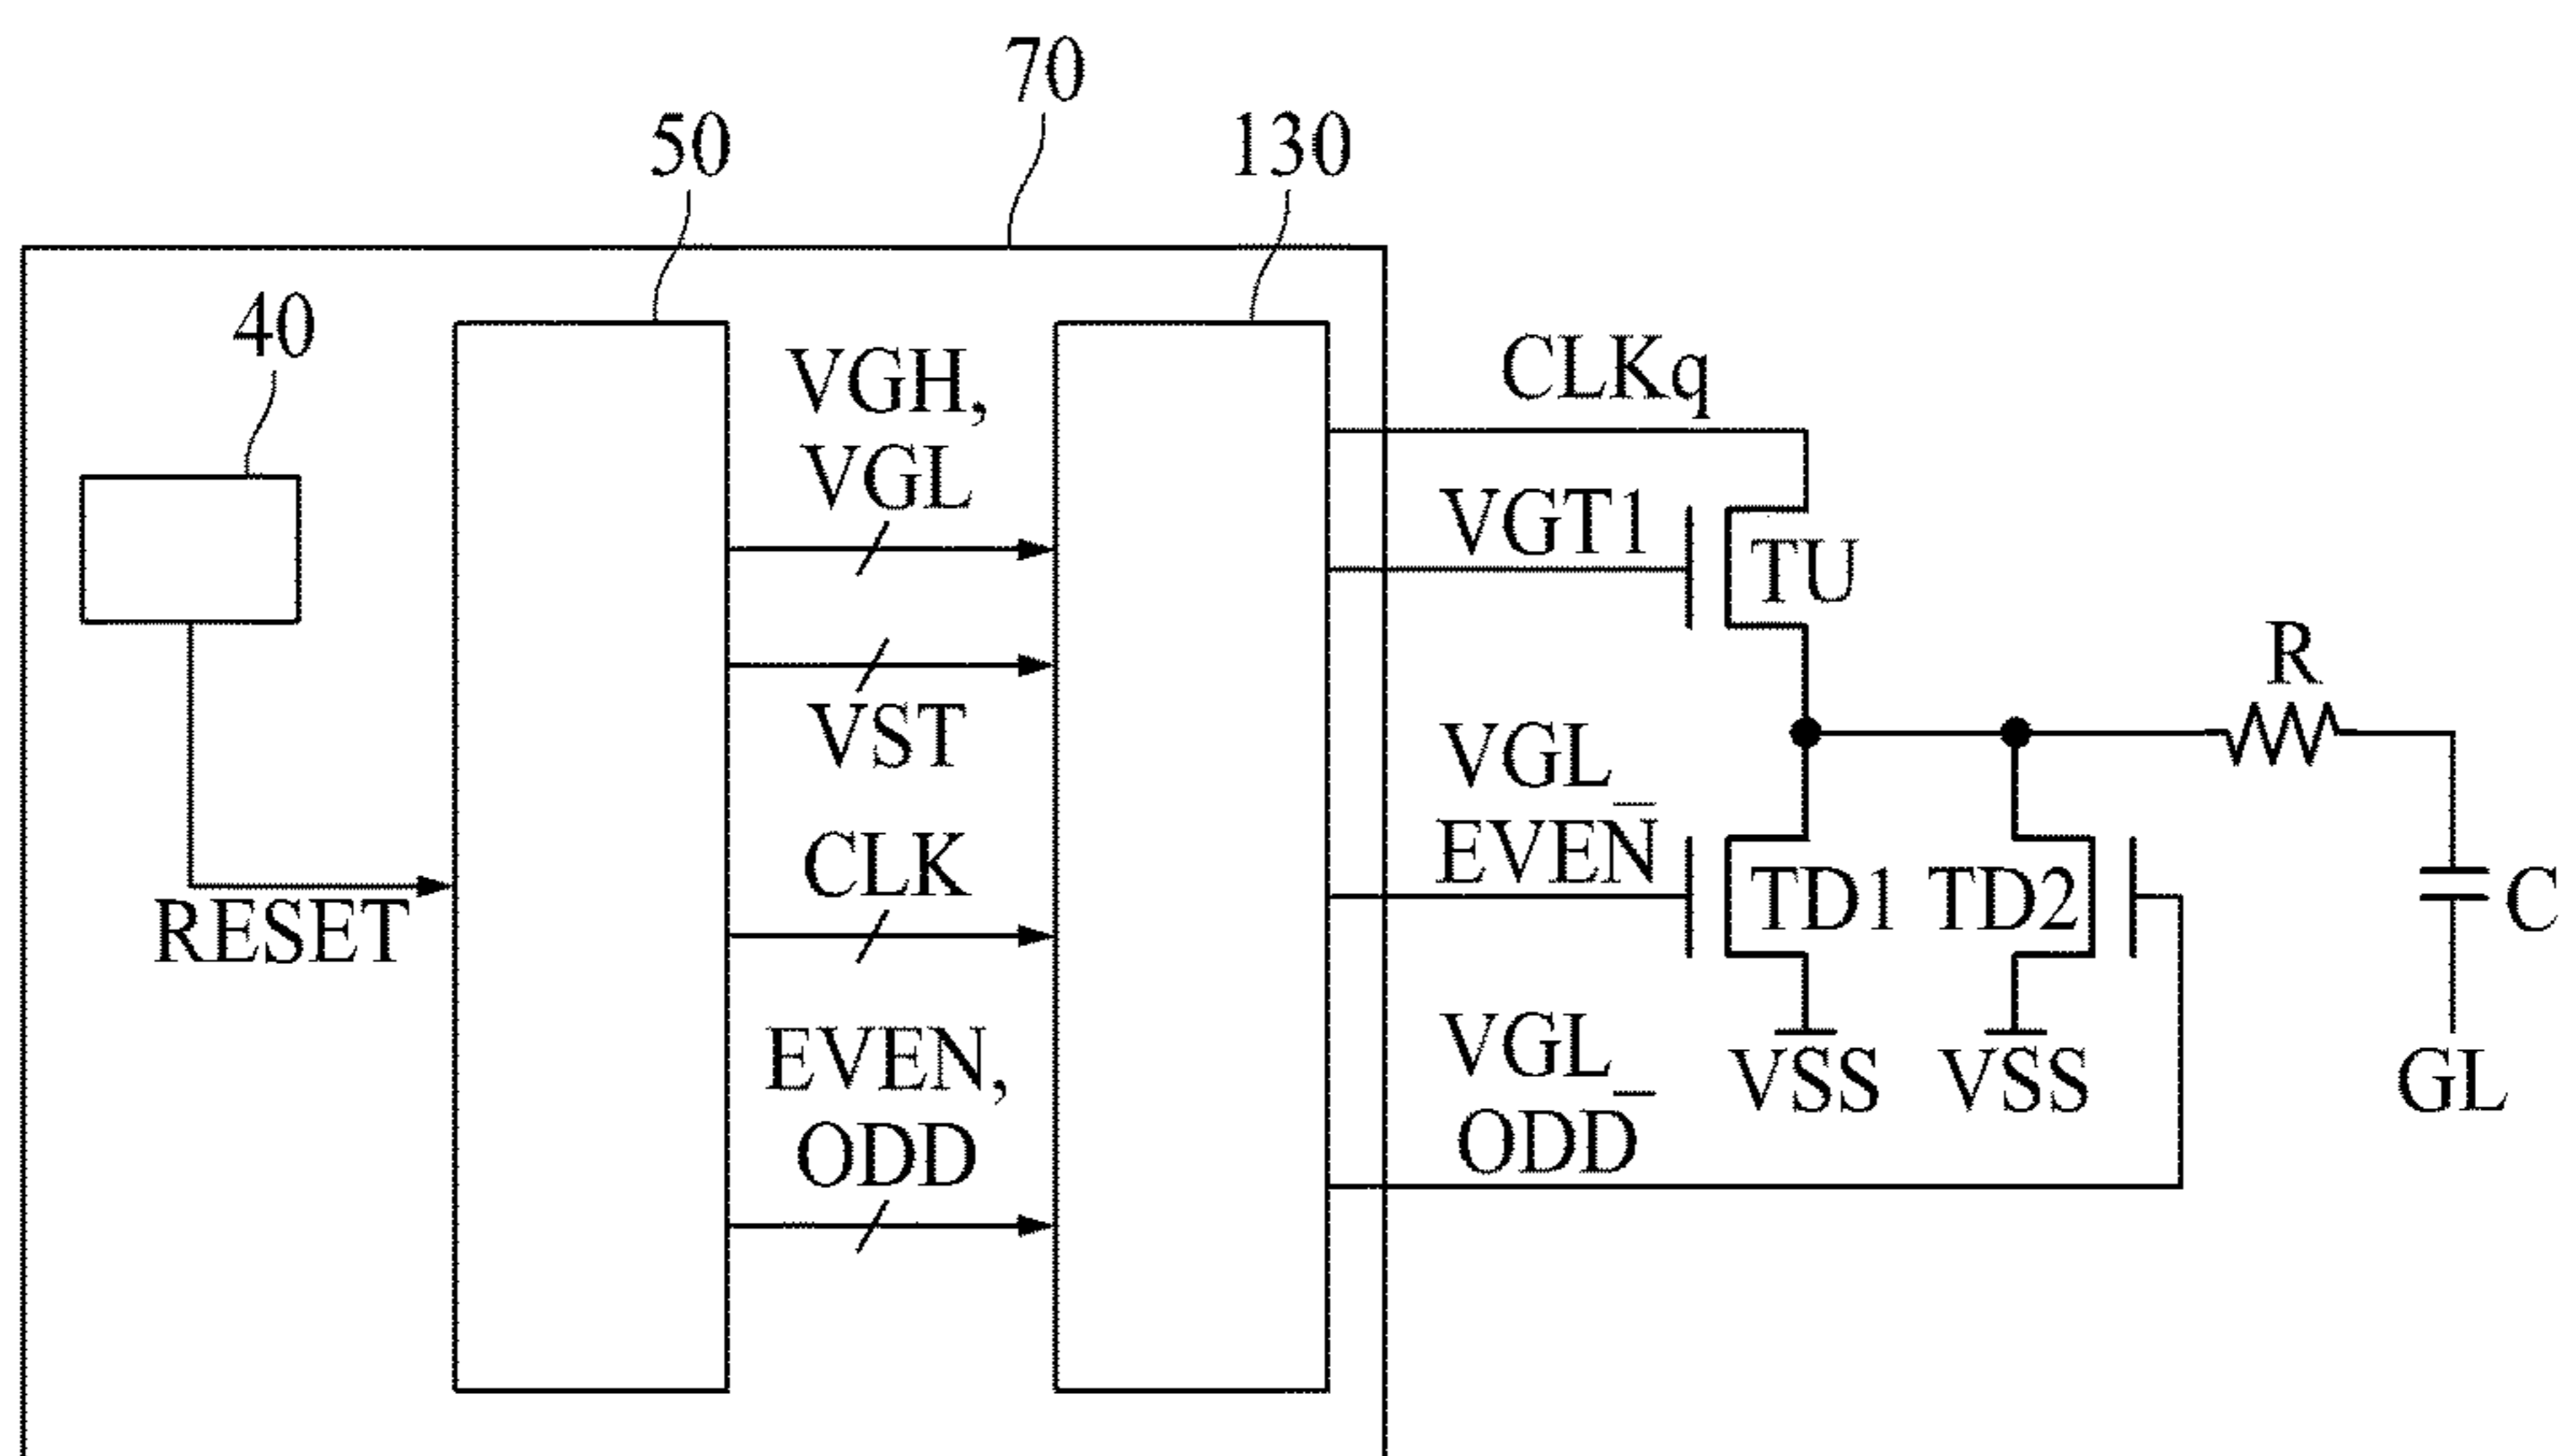 70
50
130
40
VGH,
VGL
CLKq
VGT1
TU
R
VST
VGL_
EVEN
CLK
TD1
TD2
C
RESET
EVEN,
ODD
VGL_
ODD
VSS
VSS
GL